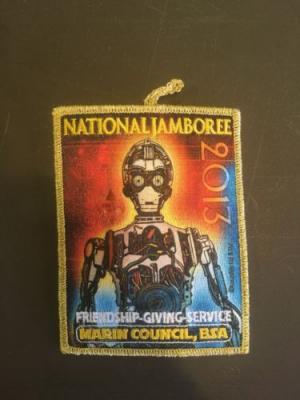 NATIONAL JAMBOREE
2013
FRIENDSHIP-GIVING-SERVICE
MARIN COUNCIL, BSA